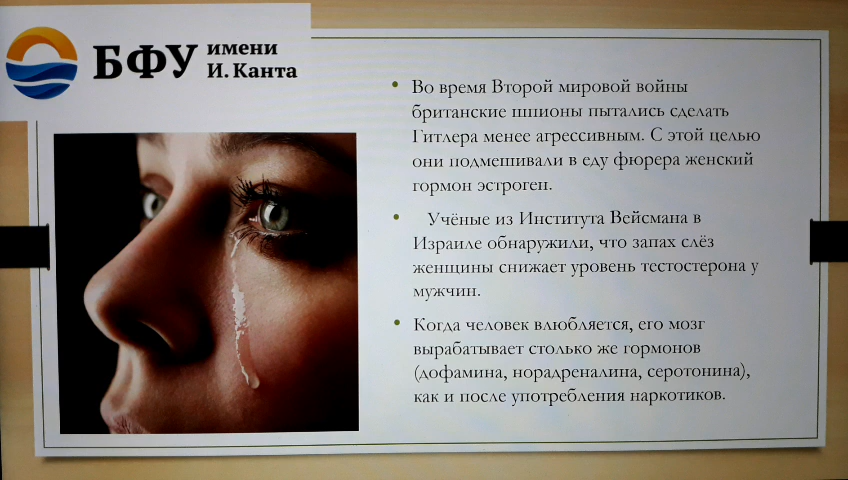 БФУ имени
И. Канта
Во время Второй мировой войны
британские шпионы пытались сделать
Гитлера менее агрессивным. С этой целью
они подмешивали в еду фюрера женский
гормон эстроген.
Учёные из Института Вейсмана в
Израиле обнаружили, что запах слёз
женщины снижает уровень тестостерона у
мужчин.
Когда человек влюбляется, его мозг
вырабатывает столько же гормонов
(дофамина, норадреналина, серотонина),
как и после употребления наркотиков.